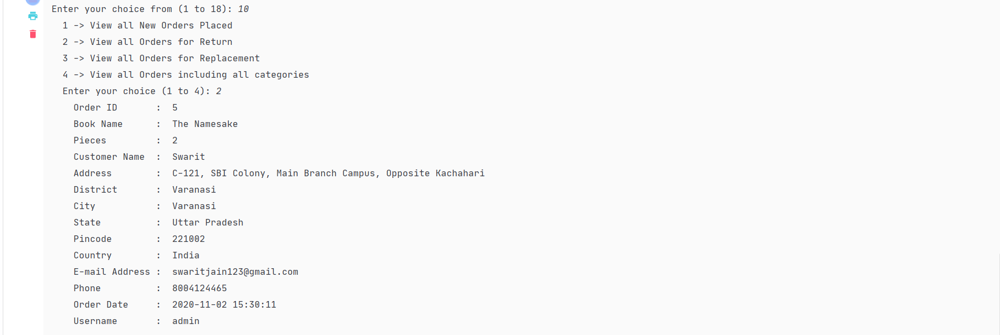 Enter your choice from (1 to 18): 10
1 -> View all New Orders Placed
2 -> View all Orders for Return
3 -> View all Orders for Replacement
4 -> View all Orders including all categories
Enter your choice (1 to 4): 2
Order ID : 5
Book Name : The Namesake
Pieces : 2
Customer Name : Swarit
Address : C-121, SBI Colony, Main Branch Campus, Opposite Kachahari
District : Varanasi
City : Varanasi
State : Uttar Pradesh
Pincode : 221002
Country : India
E-mail Address : swaritjain123@gmail.com
Phone : 8004124465
Order Date : 2020-11-02 15:30:11
Username : admin